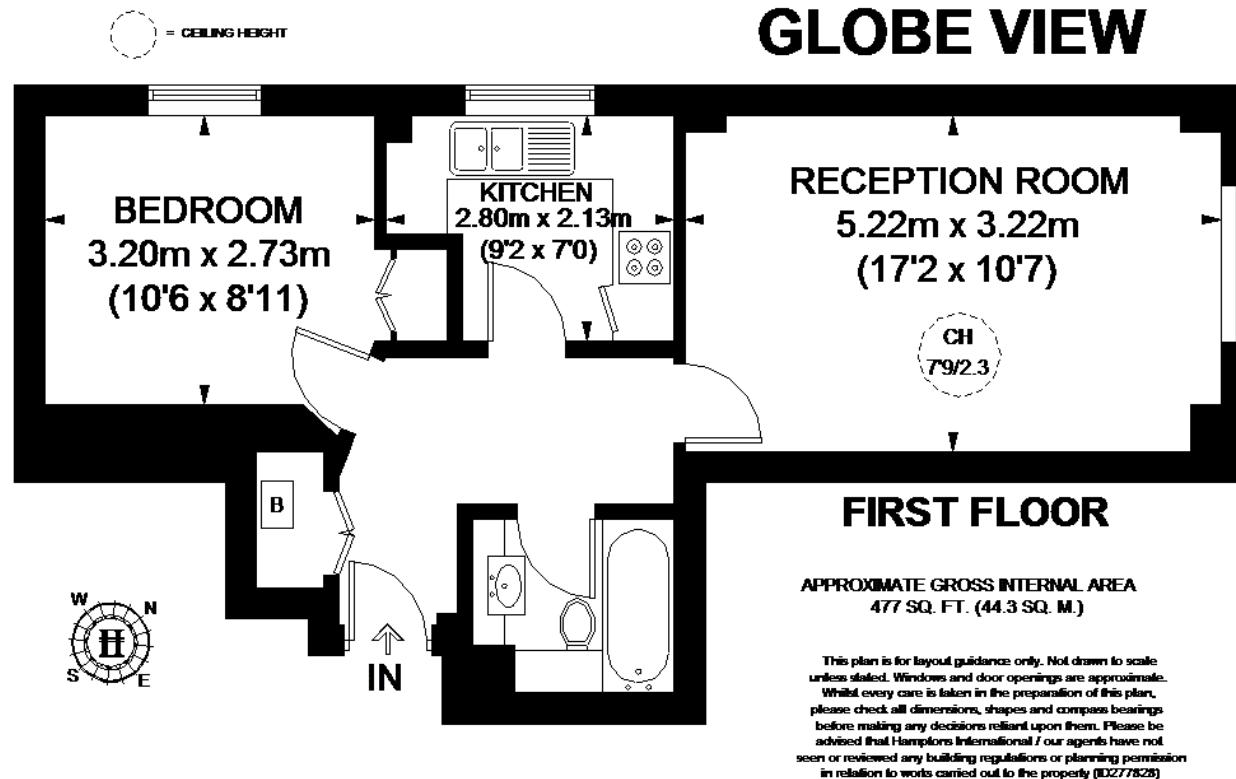 = CEILING HEIGHT
GLOBE VIEW
BEDROOM
3.20m x 2.73m
(10'6 x 8'11)
KITCHEN
2.80m x 2.13m
(9'2 x 7'0)
RECEPTION ROOM
5.22m x 3.22m
(17'2 x 10'7)
CH
7'9/2.3
B
IN
W
N
H
S
E
FIRST FLOOR
APPROXIMATE GROSS INTERNAL AREA
477 SQ. FT. (44.3 SQ. M.)
This plan is for layout guidance only. Not drawn to scale
unless stated. Windows and door openings are approximate.
Whilst every care is taken in the preparation of this plan,
please check all dimensions, shapes and compass bearings
before making any decisions reliant upon them. Please be
advised that Hamptons International / our agents have not
seen or reviewed any building regulations or planning permission
in relation to works carried out to the property (ID277828)